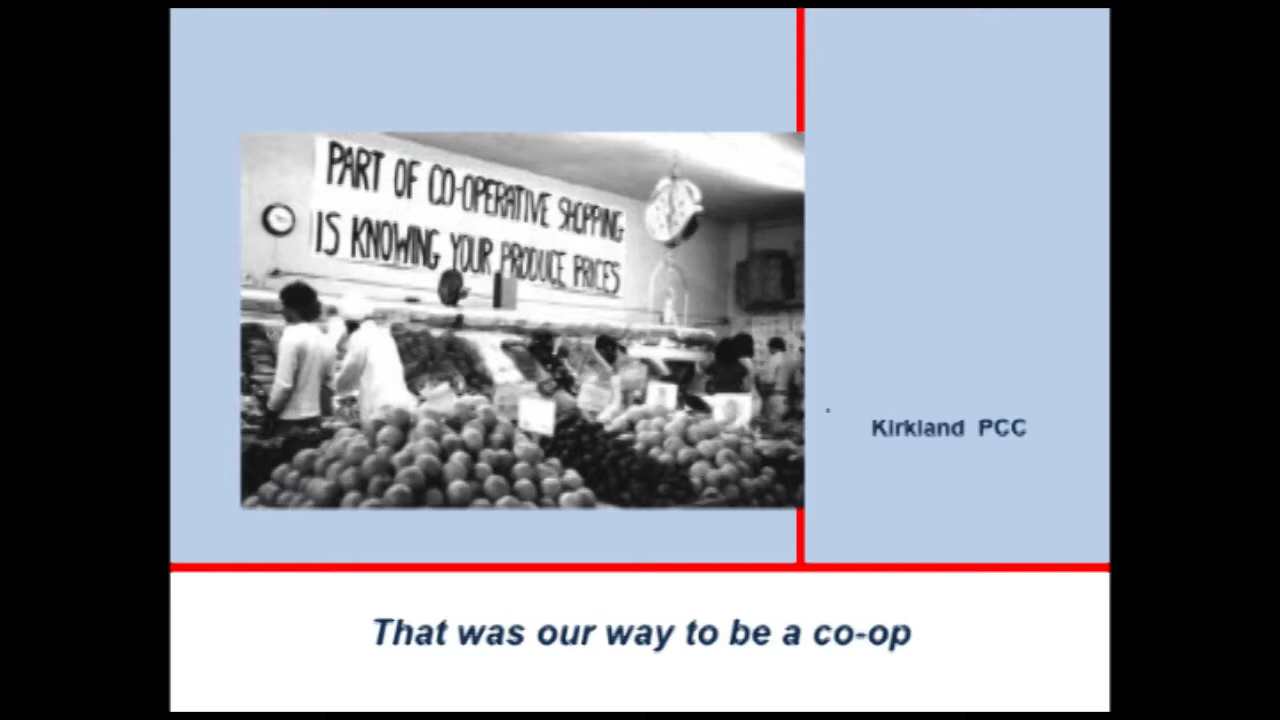 PART OF CO-OPERATIVE SHOPPING
IS KNOWING YOUR PRODUCE PRICES
Kirkland PCC
That was our way to be a co-op